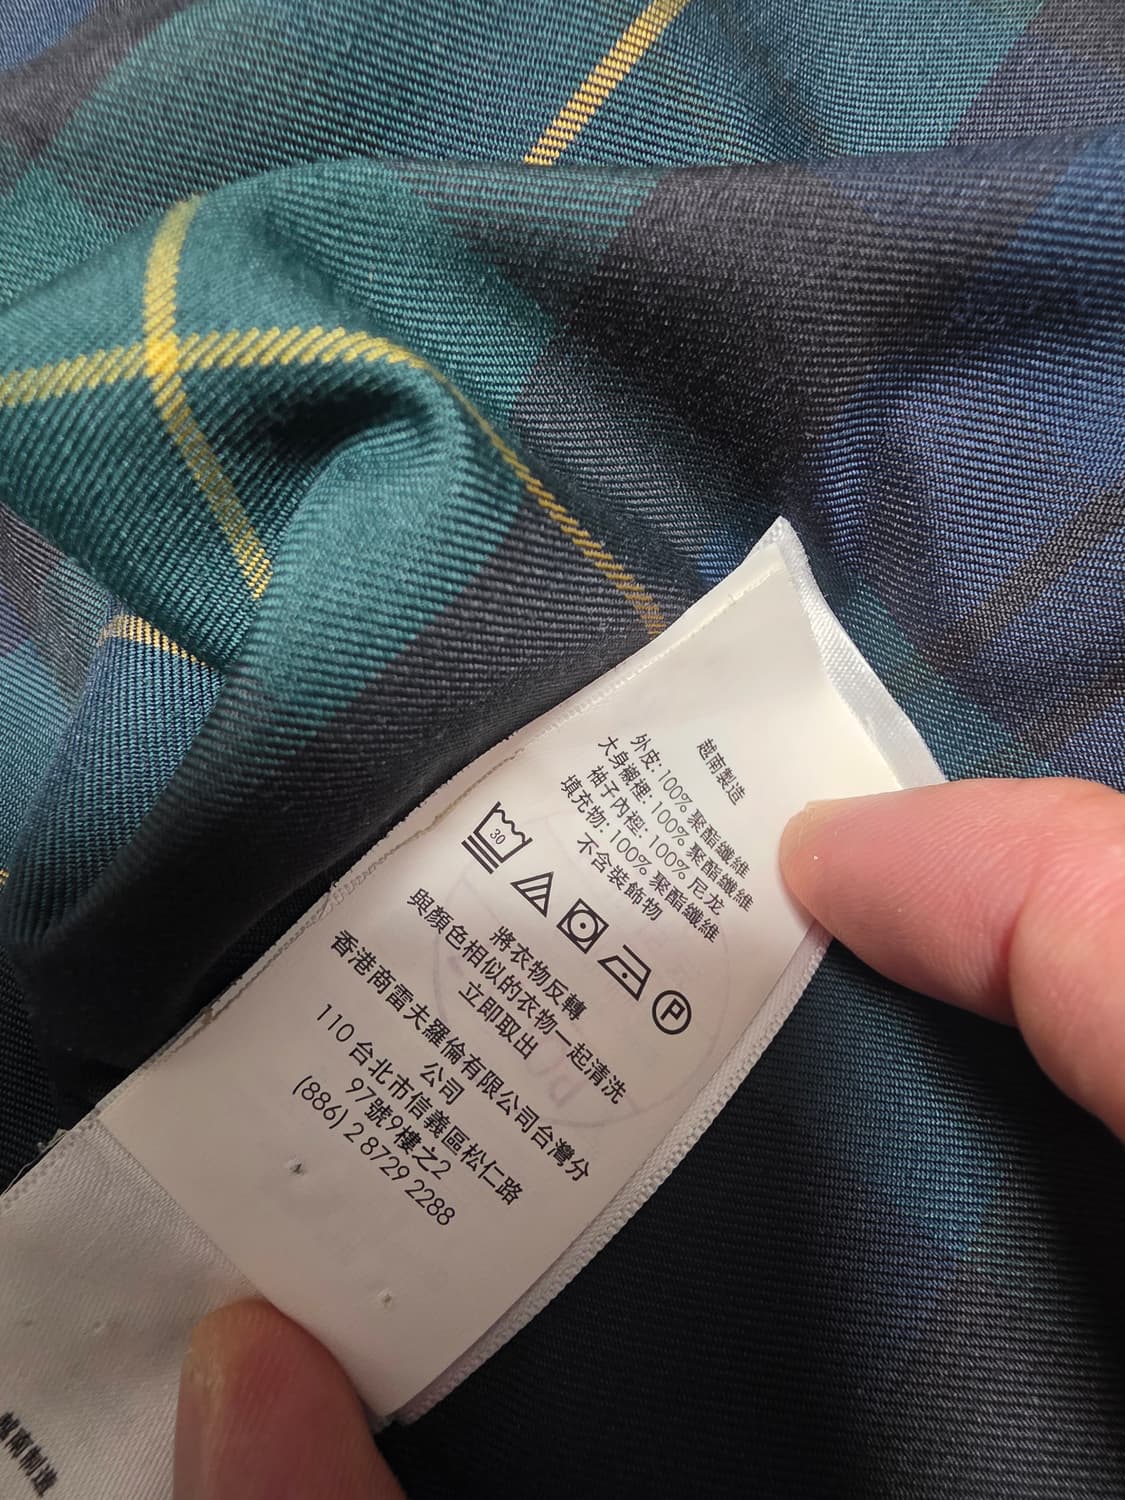 越南製造
外皮: 100% 聚酯纖維
大身襯裡: 100% 聚酯纖維
袖子內裡: 100% 尼龙
填充物: 100% 聚酯纖維
不含裝飾物
30
P
將衣物反轉
與顏色相似的衣物一起清洗
立即取出
香港商雷夫羅倫有限公司台灣分
公司
110 台北市信義區松仁路
97號9樓之2
(886) 2 8729 2288
越南制造